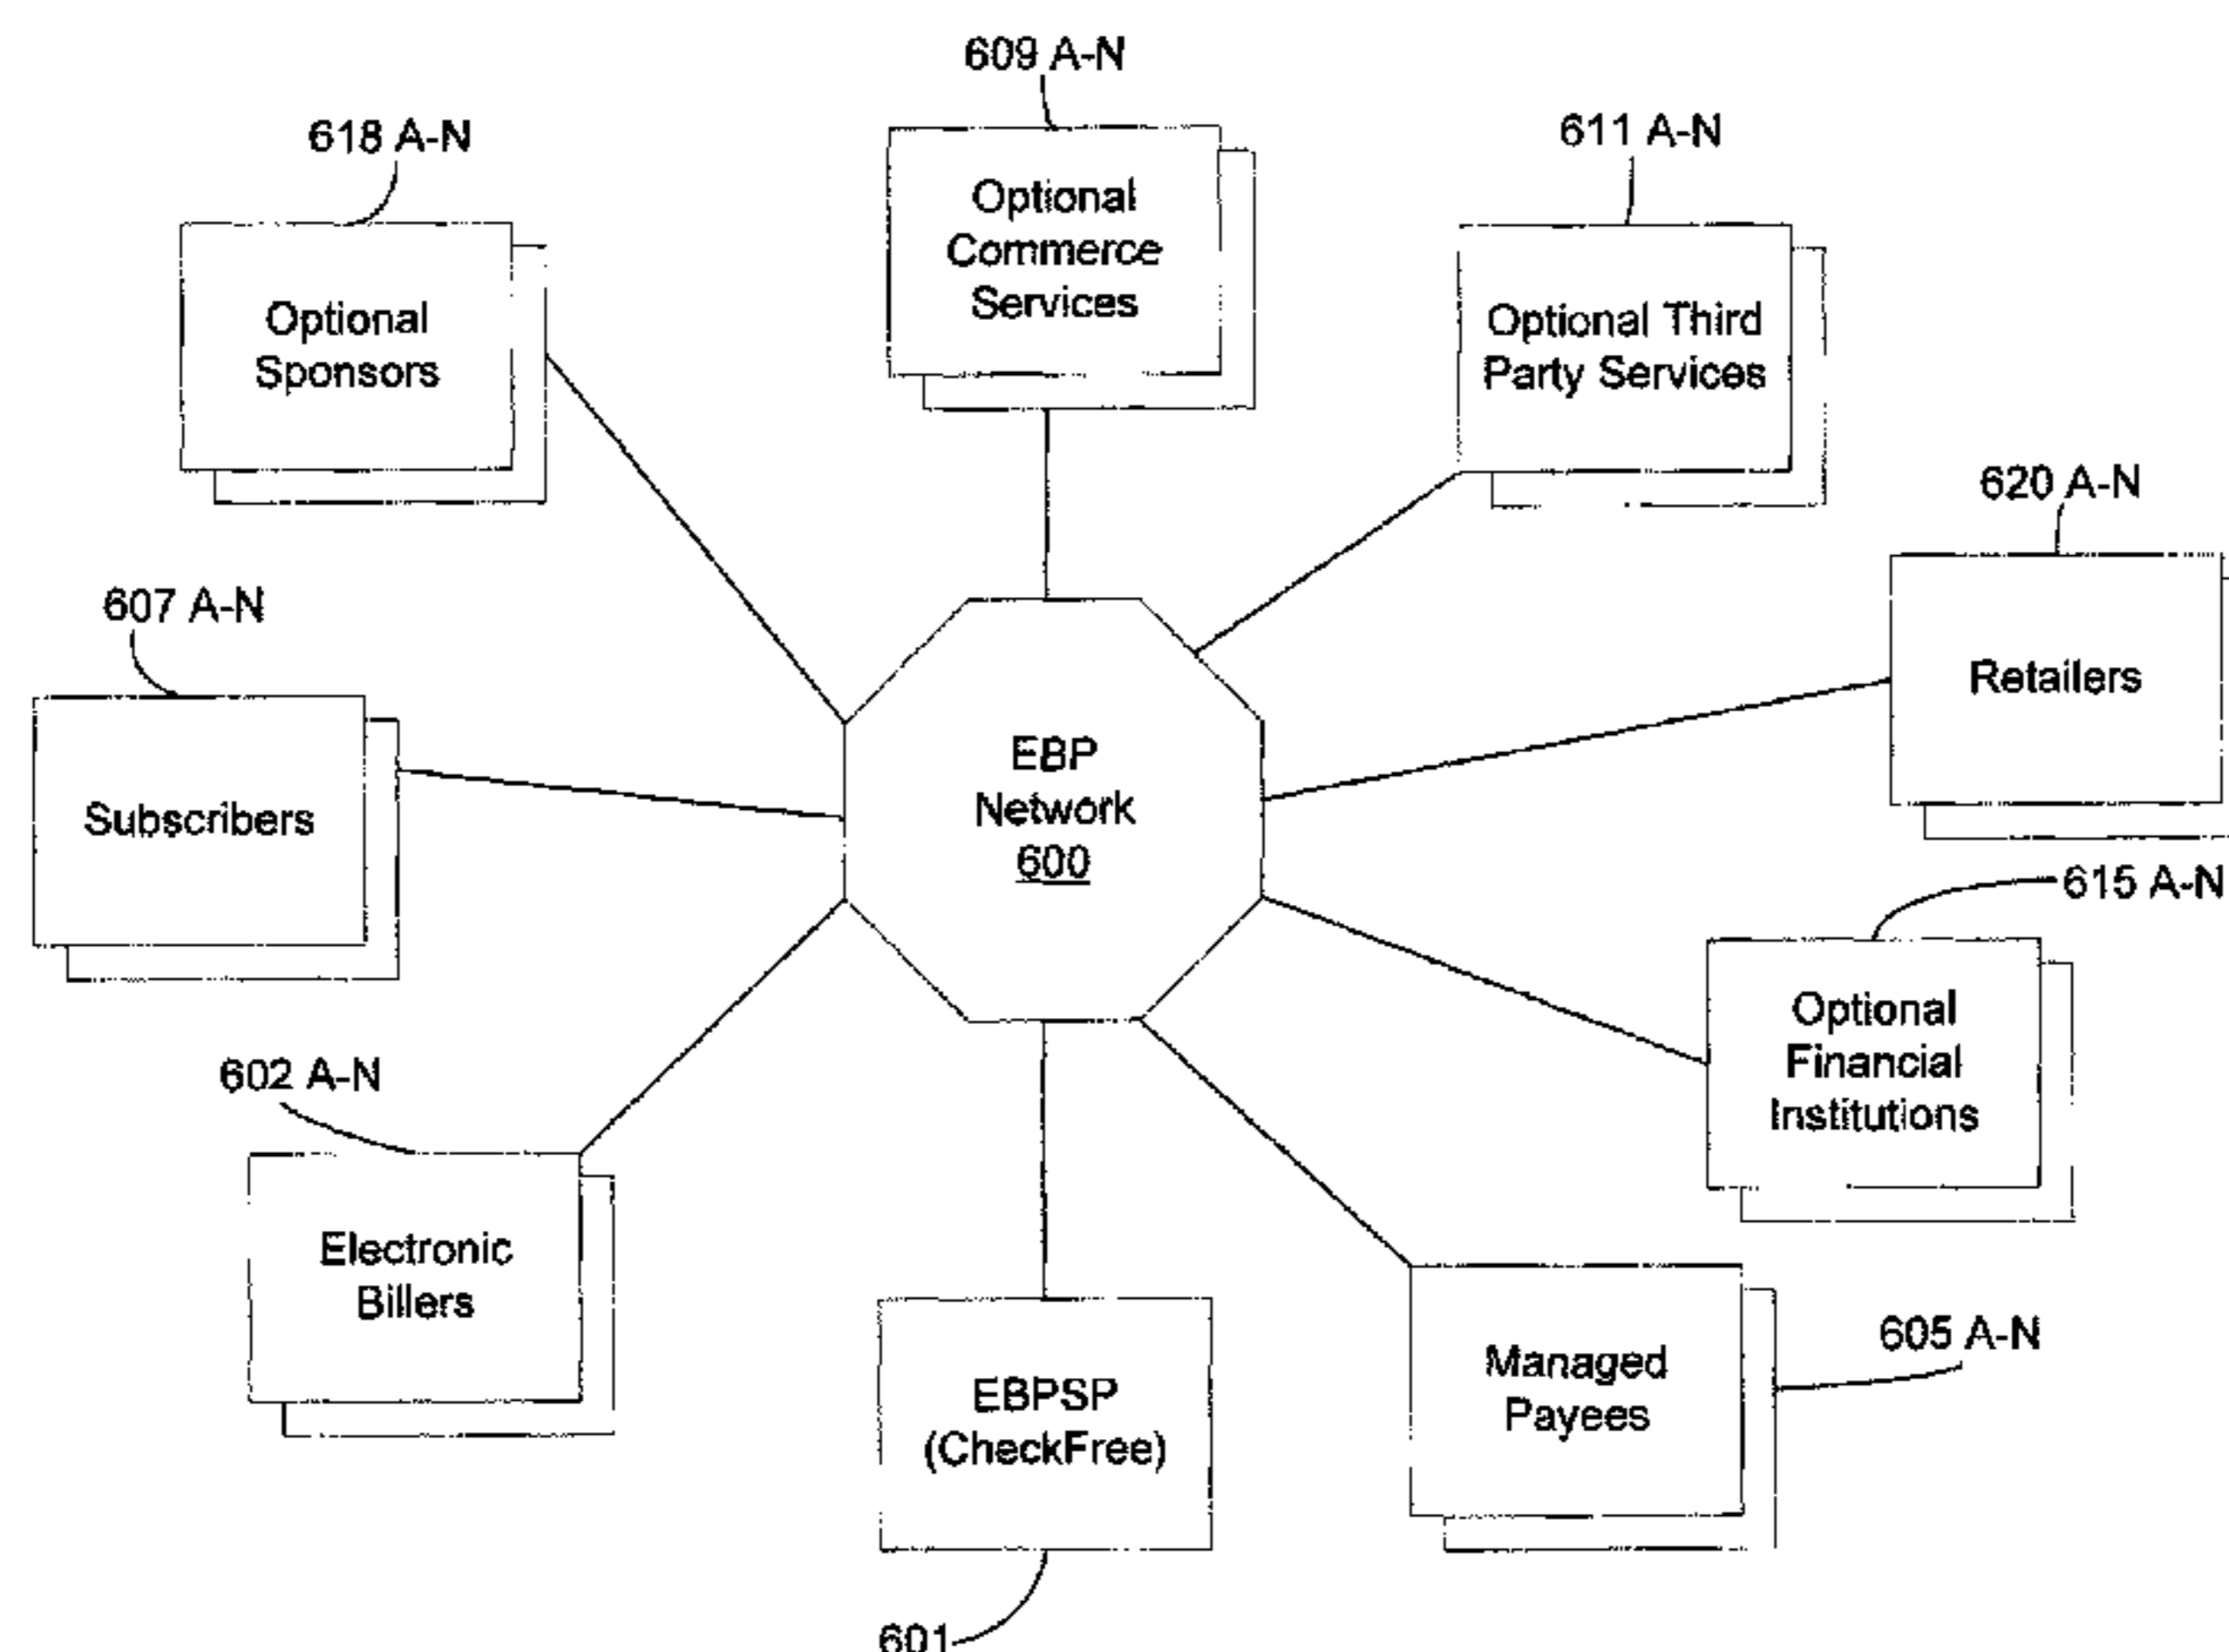 609 A-N
618 A-N
611 A-N
Optional
Commerce
Services
Optional
Sponsors
Optional Third
Party Services
620 A-N
607 A-N
Retailers
Subscribers
EBP
Network
600
615 A-N
Optional
Financial
Institutions
602 A-N
Electronic
Billers
EBPSP
(CheckFree)
Managed
Payees
605 A-N
601